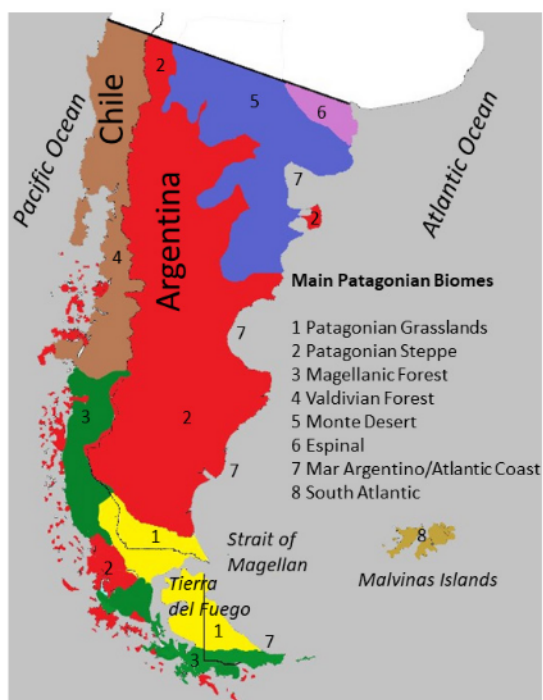 2
5
6
Chile
Pacific Ocean
Argentina
Atlantic Ocean
7
2
4
Main Patagonian Biomes
7
1 Patagonian Grasslands
2 Patagonian Steppe
3 Magellanic Forest
4 Valdivian Forest
5 Monte Desert
6 Espinal
7 Mar Argentino/Atlantic Coast
8 South Atlantic
3
2
7
1
Strait of
Magellan
8
Malvinas Islands
2
Tierra
del Fuego
1
7
3